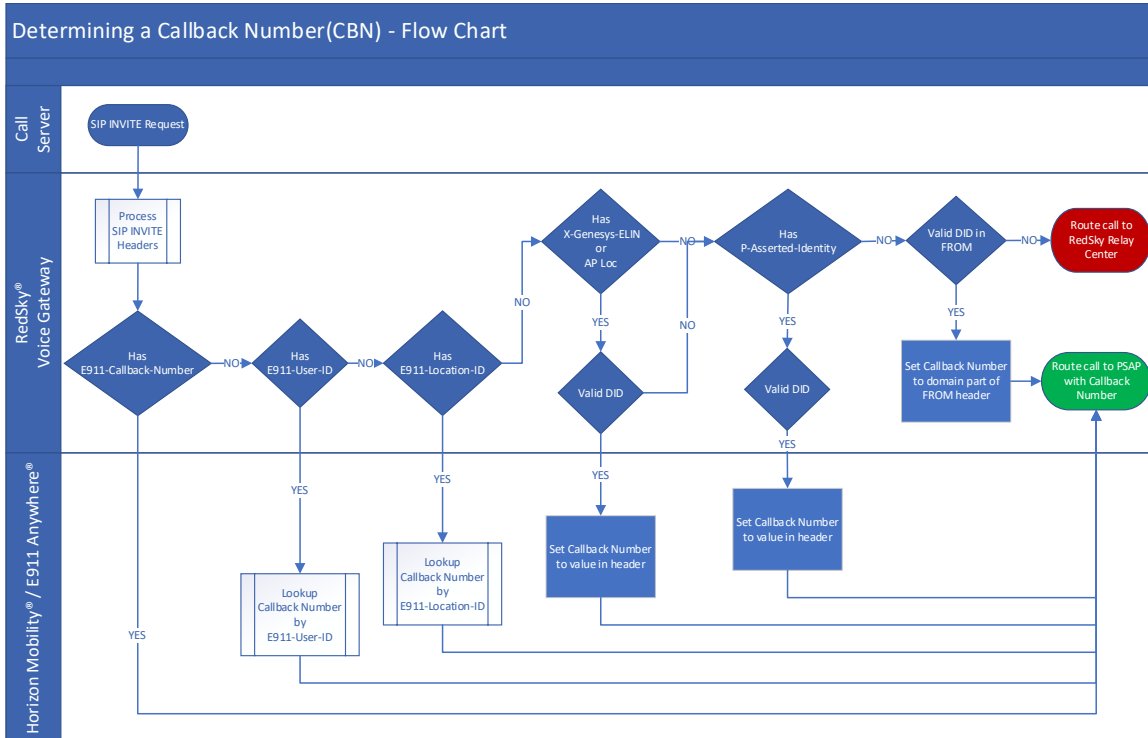 Determining a Callback Number(CBN) - Flow Chart
Call
Server
SIP INVITE Request
RedSky®
Voice Gateway
Process
SIP INVITE
Headers
Has
E911-Callback-Number
NO
Has
E911-User-ID
NO
Has
E911-Location-ID
NO
Has
X-Genesys-ELIN
or
AP Loc
NO
YES
Valid DID
NO
Has
P-Asserted-Identity
NO
YES
Valid DID
Valid DID in
FROM
NO
YES
Set Callback Number
to domain part of
FROM header
Route call to
RedSky Relay
Center
Route call to PSAP
with Callback
Number
Horizon Mobility® / E911 Anywhere®
YES
YES
Lookup
Callback Number
by
E911-User-ID
YES
Lookup
Callback Number
by
E911-Location-ID
YES
Set Callback Number
to value in header
YES
Set Callback Number
to value in header